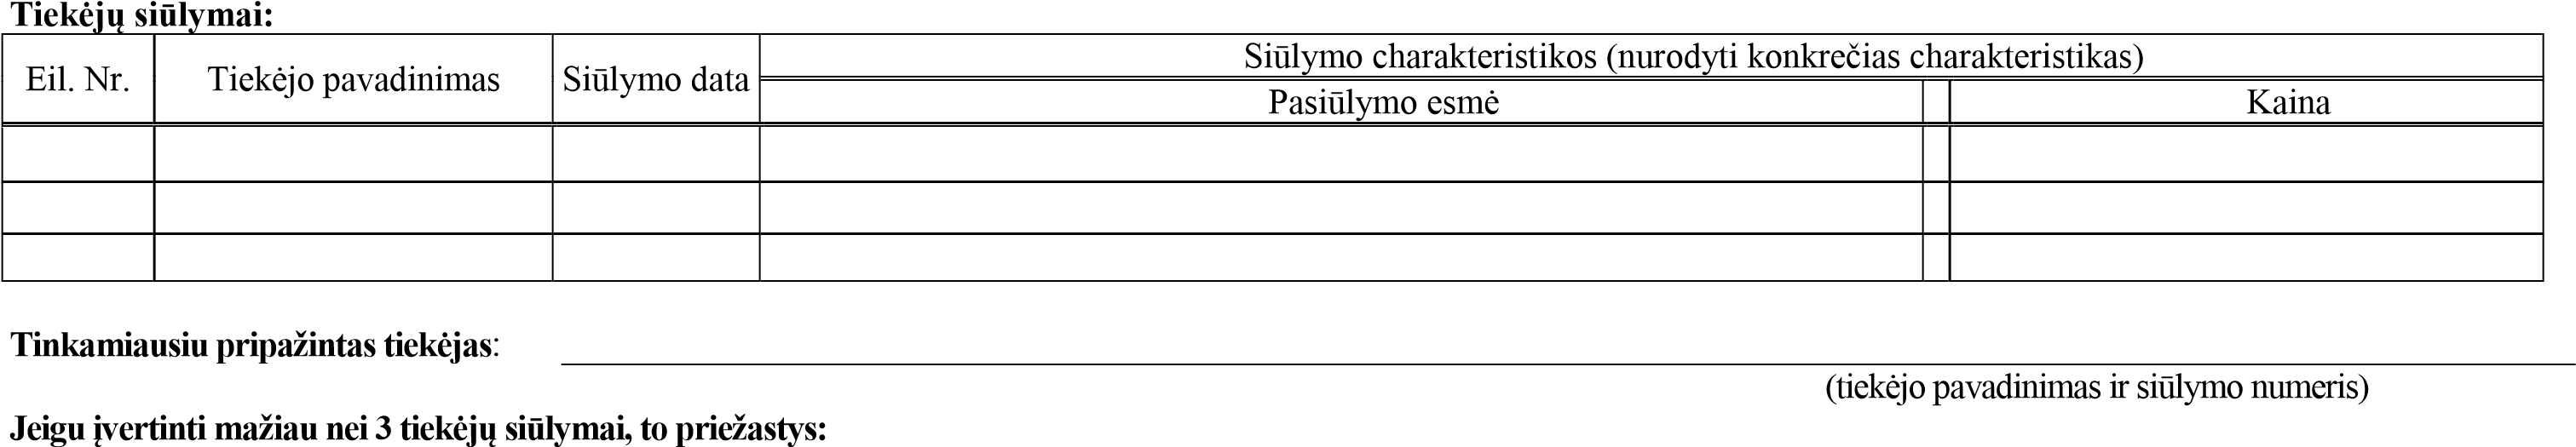 Tiekėjų siūlymai:
Eil. Nr. Tiekėjo pavadinimas Siūlymo data Siūlymo charakteristikos (nurodyti konkrečias charakteristikas)
Pasiūlymo esmė Kaina
Tinkamiausiu pripažintas tiekėjas:
(tiekėjo pavadinimas ir siūlymo numeris)
Jeigu įvertinti mažiau nei 3 tiekėjų siūlymai, to priežastys: